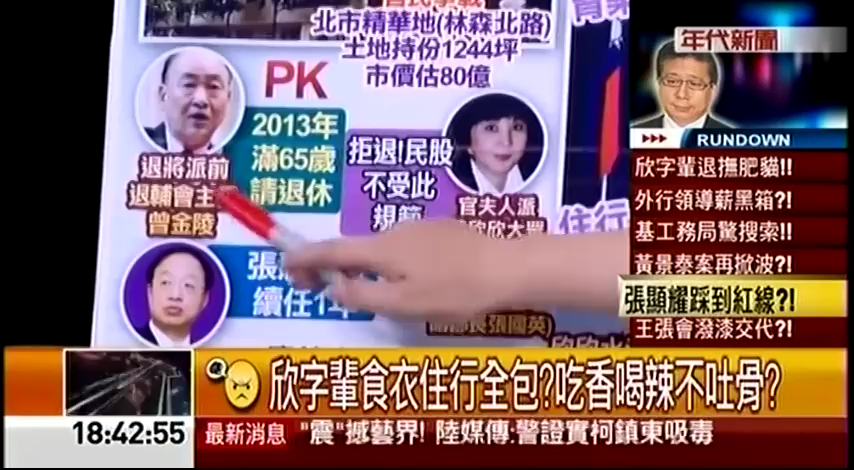 北市精華地(林森北路)
土地持份1244坪
市價估80億
PK
2013年
滿65歲
請退休
拒退!民股
不受此
規範
退將派前
退輔會主
曾金陵
官夫人派
住行
續任1年
年代新聞
RUNDOWN
欣字輩退撫肥貓!!
外行領導薪黑箱?!
基工務局驚搜索!!
黃景泰案再掀波?!
張顯耀踩到紅線?!
王張會潑漆交代?!
欣字輩食衣住行全包?吃香喝辣不吐骨?
18:42:55
最新消息
"震"撼藝界! 陸媒傳:警證實柯鎮東吸毒